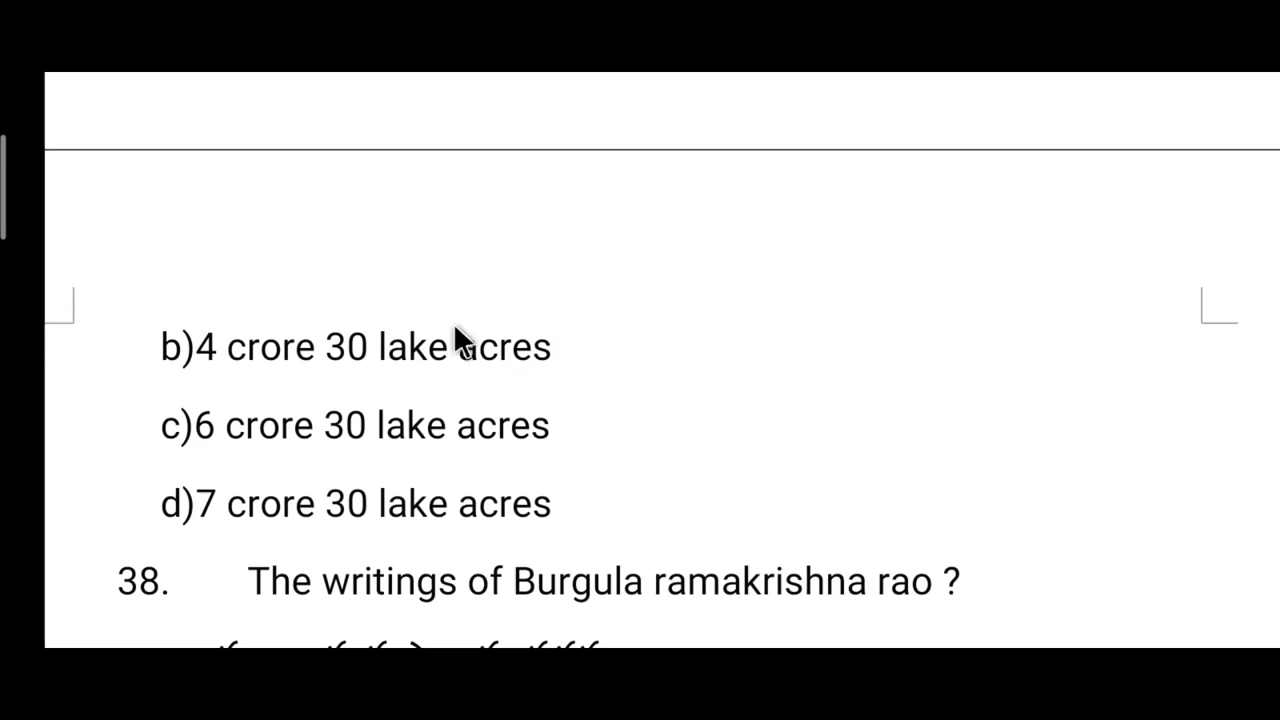 b)4 crore 30 lake acres
c)6 crore 30 lake acres
d)7 crore 30 lake acres
38. The writings of Burgula ramakrishna rao ?